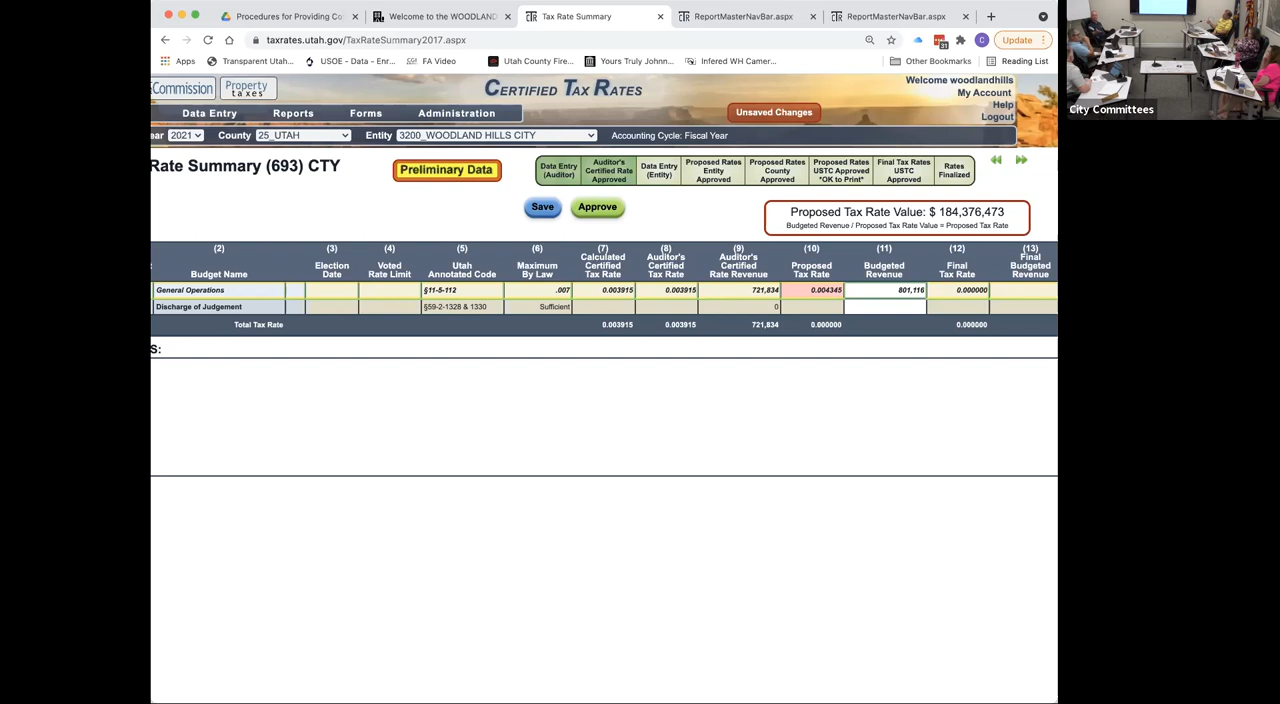 Procedures for Providing Co
Welcome to the WOODLAND
Tax Rate Summary
ReportMasterNavBar.aspx
ReportMasterNavBar.aspx
taxrates.utah.gov/TaxRateSummary2017.aspx
31
C
Update
Apps
Transparent Utah...
USOE - Data - Enr...
FA Video
Utah County Fire...
Yours Truly Johnn...
Infered WH Camer...
Other Bookmarks
Reading List
City Committees
Commission
Property
taxes
CERTIFIED TAX RATES
Welcome woodlandhills
My Account
Help
Logout
Data Entry
Reports
Forms
Administration
Unsaved Changes
ear 2021
County 25_UTAH
Entity 3200_WOODLAND HILLS CITY
Accounting Cycle: Fiscal Year
Rate Summary (693) CTY
Preliminary Data
Data Entry (Auditor)
Auditor's Certified Rate Approved
Data Entry (Entity)
Proposed Rates Entity Approved
Proposed Rates County Approved
Proposed Rates USTC Approved *OK to Print*
Final Tax Rates USTC Approved
Rates Finalized
Save
Approve
Proposed Tax Rate Value: $ 184,376,473
Budgeted Revenue / Proposed Tax Rate Value = Proposed Tax Rate
(2) Budget Name
(3) Election Date
(4) Voted Rate Limit
(5) Utah Annotated Code
(6) Maximum By Law
(7) Calculated Certified Tax Rate
(8) Auditor's Certified Tax Rate
(9) Auditor's Certified Rate Revenue
(10) Proposed Tax Rate
(11) Budgeted Revenue
(12) Final Tax Rate
(13) Final Budgeted Revenue
General Operations §11-5-112 .007 0.003915 0.003915 721,834 0.004345 801,116 0.000000
Discharge of Judgement §59-2-1328 & 1330 Sufficient 0
Total Tax Rate 0.003915 0.003915 721,834 0.000000 0.000000
S: